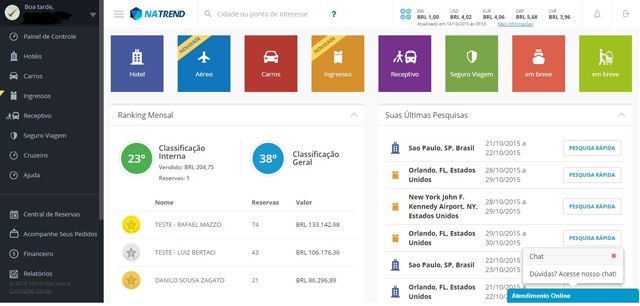 Boa tarde,
Painel de Controle
Hotéis
Carros
Ingressos
Receptivo
Seguro Viagem
Cruzeiro
Ajuda
Central de Reservas
Acompanhe Seus Pedidos
Financeiro
Relatórios
© 2015 Trend Operadora
Condições Gerais
NATREND
Cidade ou ponto de interesse
?
BRL USD EUR GBP CHF
BRL 1,00 BRL 4,02 BRL 4,06 BRL 5,68 BRL 3,96
Atualizado em 14/10/2015 às 09:55 Mais Informações
NOVIDADE
NOVIDADE
Hotel
Aéreo
Carros
Ingressos
Receptivo
Seguro Viagem
em breve
em breve
Ranking Mensal
23º
Classificação
Interna
Vendido: BRL 204,75
Reservas: 1
38º
Classificação
Geral
Nome Reservas Valor
TESTE - RAFAEL MAZZO 74 BRL 133.142,98
TESTE - LUIZ BERTACI 43 BRL 106.176,36
DANILO SOUSA ZAGATO 21 BRL 86.296,89
Suas Últimas Pesquisas
Sao Paulo, SP, Brasil 21/10/2015 a
22/10/2015 PESQUISA RÁPIDA
Orlando, FL, Estados
Unidos 28/10/2015 a
29/10/2015 PESQUISA RÁPIDA
New York John F.
Kennedy Airport, NY,
Estados Unidos 28/10/2015 a
29/10/2015 PESQUISA RÁPIDA
Orlando, FL, Estados
Unidos 29/10/2015 a
30/10/2015 PESQUISA RÁPIDA
Sao Paulo, SP, Brasil 22/10/2015 a
23/10/2015
Orlando, FL, Estados
Unidos 21/10/2015 a
22/10/2015
Chat
Dúvidas? Acesse nosso chat!
Atendimento Online